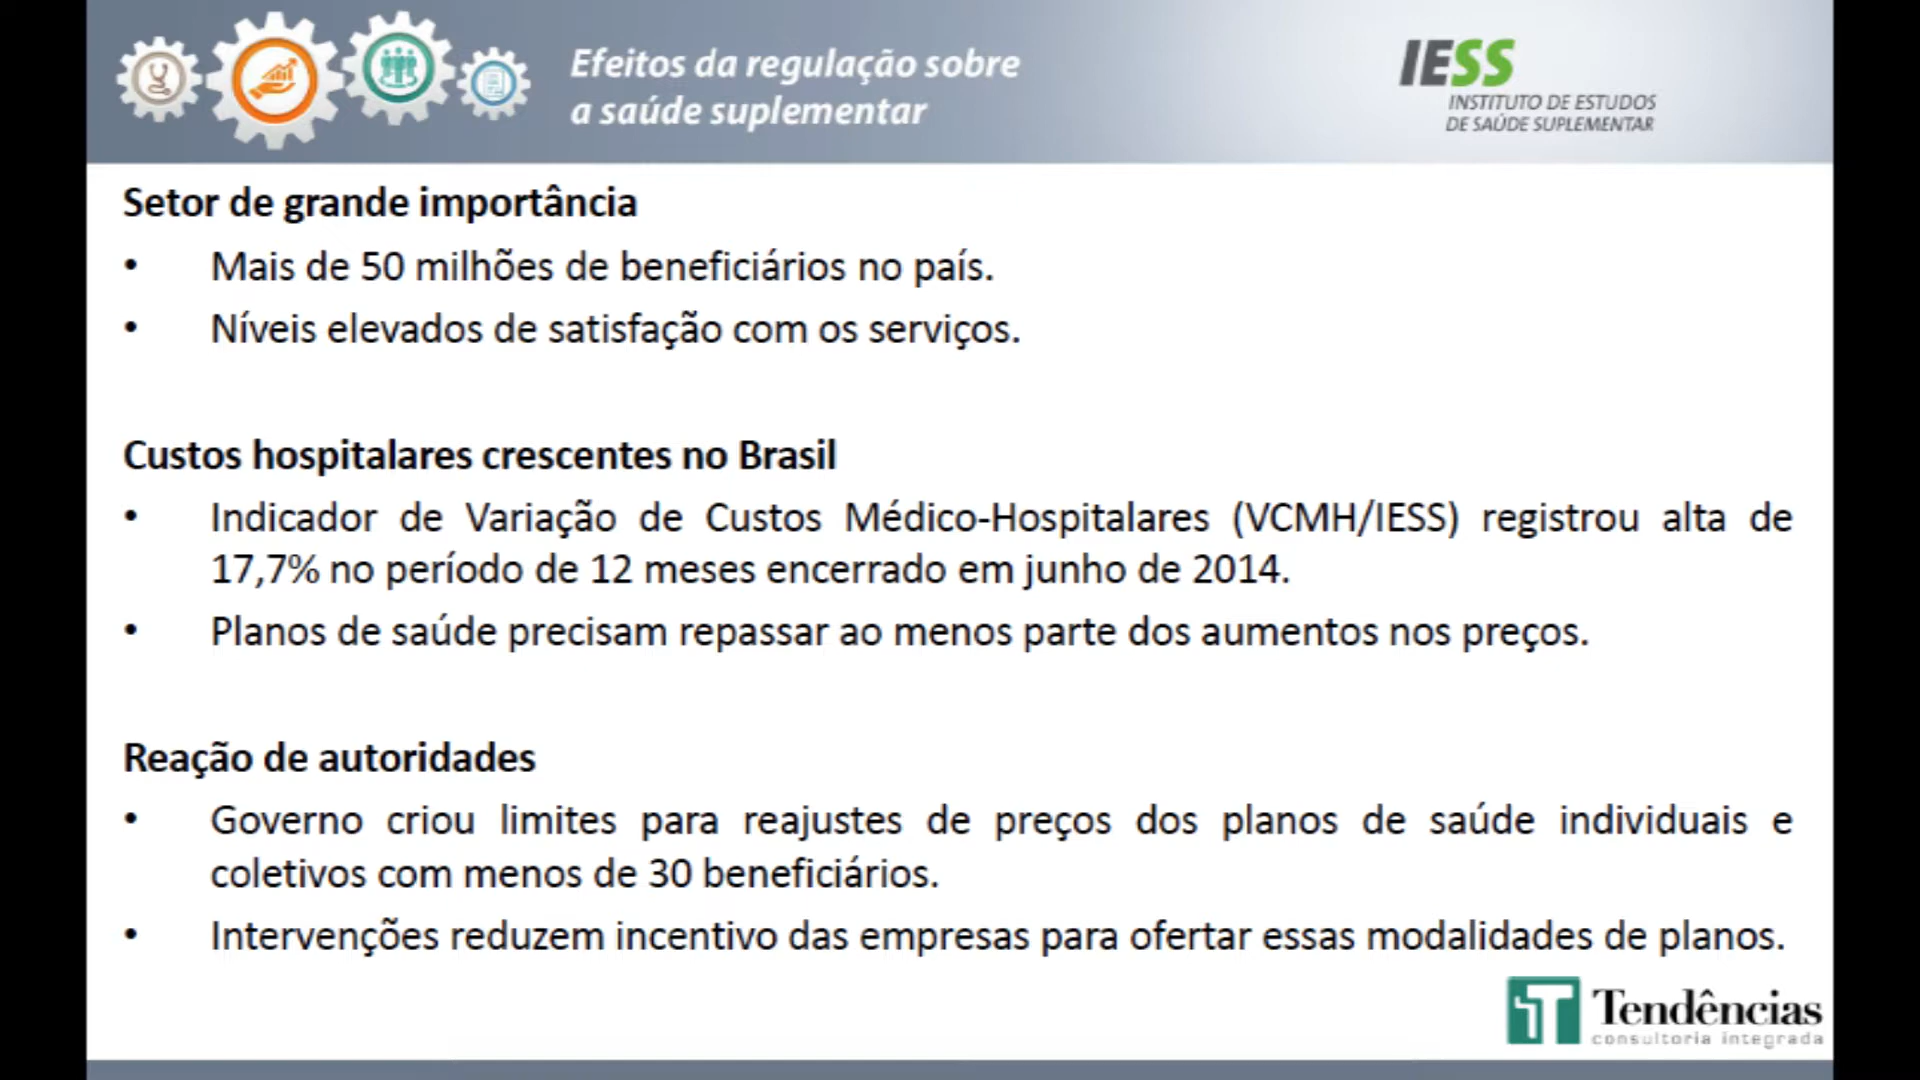 Efeitos da regulação sobre
a saúde suplementar
IESS
INSTITUTO DE ESTUDOS
DE SAÚDE SUPLEMENTAR
Setor de grande importância
• Mais de 50 milhões de beneficiários no país.
• Níveis elevados de satisfação com os serviços.
Custos hospitalares crescentes no Brasil
• Indicador de Variação de Custos Médico-Hospitalares (VCMH/IESS) registrou alta de
17,7% no período de 12 meses encerrado em junho de 2014.
• Planos de saúde precisam repassar ao menos parte dos aumentos nos preços.
Reação de autoridades
• Governo criou limites para reajustes de preços dos planos de saúde individuais e
coletivos com menos de 30 beneficiários.
• Intervenções reduzem incentivo das empresas para ofertar essas modalidades de planos.
Tendências
consultoria integrada